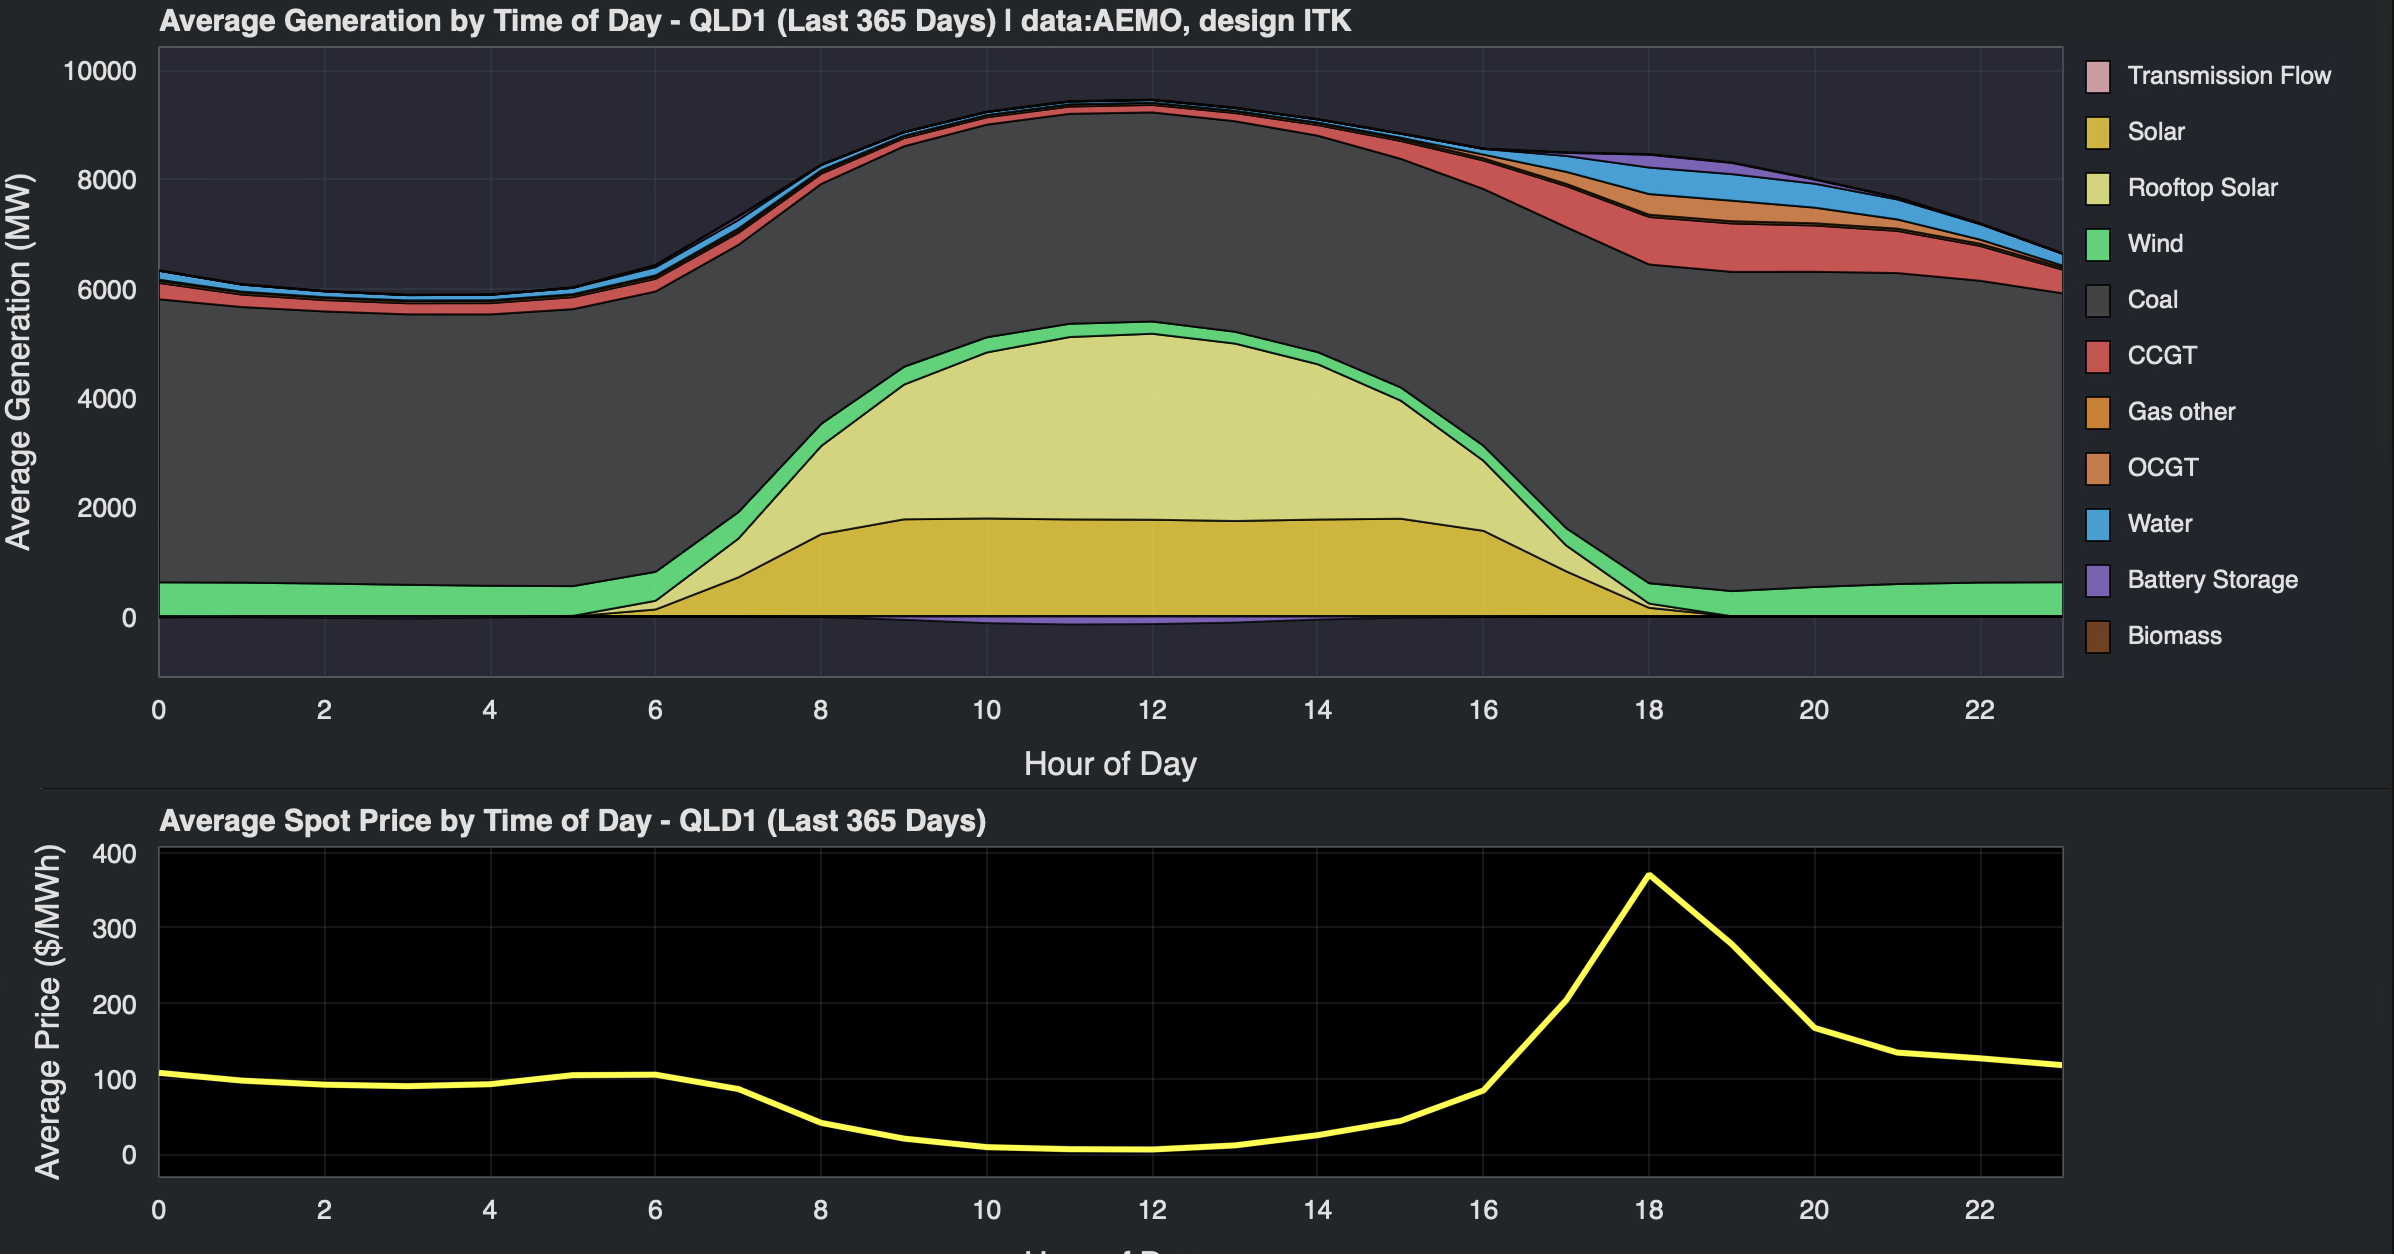 Average Generation by Time of Day - QLD1 (Last 365 Days) | data:AEMO, design ITK
Average Generation (MW)
10000
8000
6000
4000
2000
0
0 2 4 6 8 10 12 14 16 18 20 22
Hour of Day
Transmission Flow
Solar
Rooftop Solar
Wind
Coal
CCGT
Gas other
OCGT
Water
Battery Storage
Biomass
Average Spot Price by Time of Day - QLD1 (Last 365 Days)
Average Price ($/MWh)
400
300
200
100
0
0 2 4 6 8 10 12 14 16 18 20 22